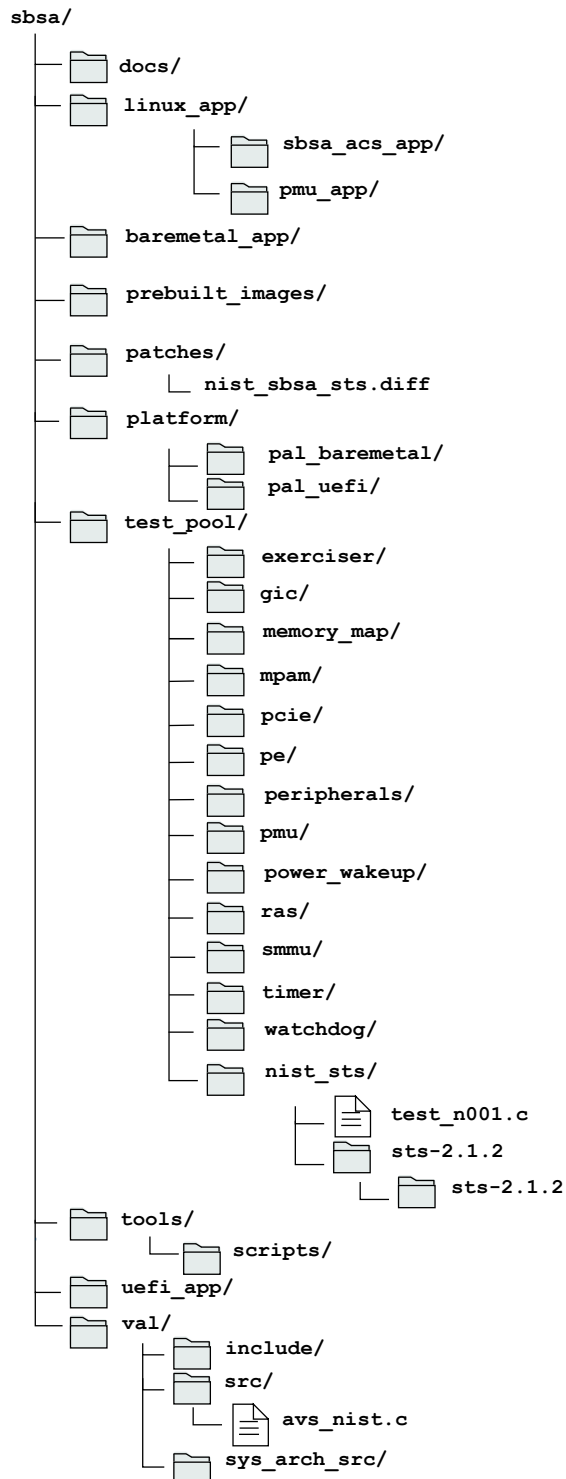 sbsa/
docs/
linux_app/
sbsa_acs_app/
pmu_app/
baremetal_app/
prebuilt_images/
patches/
nist_sbsa_sts.diff
platform/
pal_baremetal/
pal_uefi/
test_pool/
exerciser/
gic/
memory_map/
mpam/
pcie/
pe/
peripherals/
pmu/
power_wakeup/
ras/
smmu/
timer/
watchdog/
nist_sts/
test_n001.c
sts-2.1.2
sts-2.1.2
tools/
scripts/
uefi_app/
val/
include/
src/
avs_nist.c
sys_arch_src/